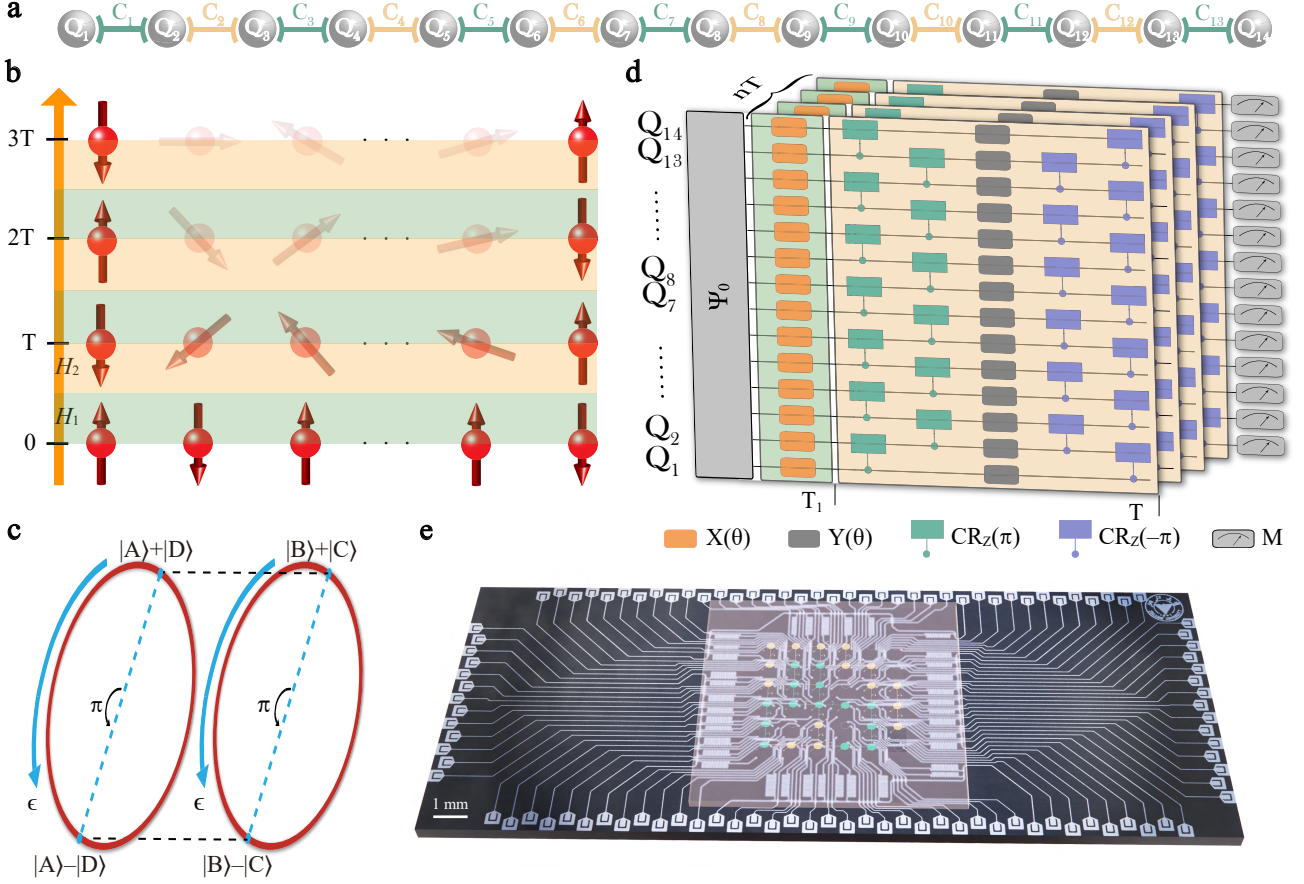 a
C₁ C₂ C₃ C₄ C₅ C₆ C₇ C₈ C₉ C₁₀ C₁₁ C₁₂ C₁₃
Q₁ Q₂ Q₃ Q₄ Q₅ Q₆ Q₇ Q₈ Q₉ Q₁₀ Q₁₁ Q₁₂ Q₁₃ Q₁₄
b
3T
. . .
2T
. . .
T
. . .
H₂
H₁
0
. . .
c
|A⟩+|D⟩ |B⟩+|C⟩
π π
ϵ ϵ
|A⟩−|D⟩ |B⟩−|C⟩
d
nT
Q₁₄
Q₁₃
......
Q₈
Q₇
......
Q₂
Q₁
Ψ₀
T₁ T
X(θ) Y(θ) CR_Z(π) CR_Z(−π) M
e
1 mm